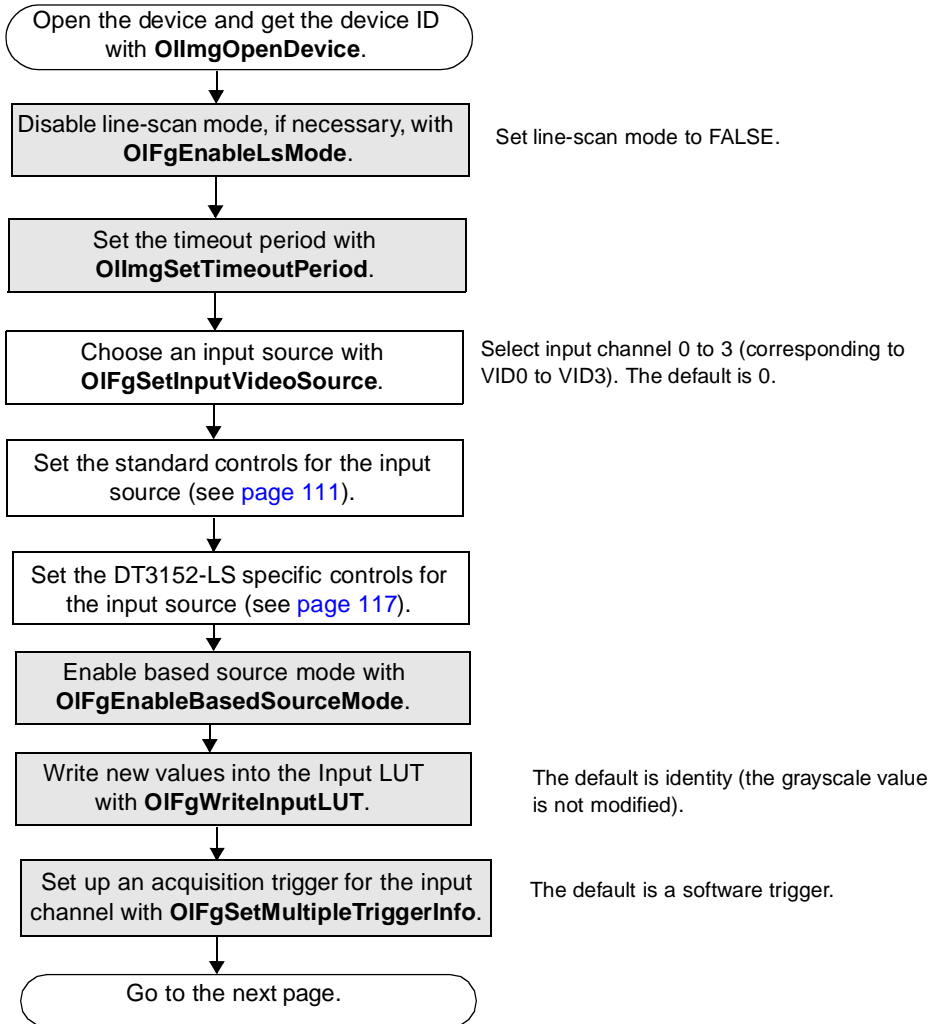 Open the device and get the device ID
with OlImgOpenDevice.
Disable line-scan mode, if necessary, with
OlFgEnableLsMode.
Set line-scan mode to FALSE.
Set the timeout period with
OlImgSetTimeoutPeriod.
Choose an input source with
OlFgSetInputVideoSource.
Select input channel 0 to 3 (corresponding to
VID0 to VID3). The default is 0.
Set the standard controls for the input
source (see page 111).
Set the DT3152-LS specific controls for
the input source (see page 117).
Enable based source mode with
OlFgEnableBasedSourceMode.
Write new values into the Input LUT
with OlFgWriteInputLUT.
The default is identity (the grayscale value
is not modified).
Set up an acquisition trigger for the input
channel with OlFgSetMultipleTriggerInfo.
The default is a software trigger.
Go to the next page.